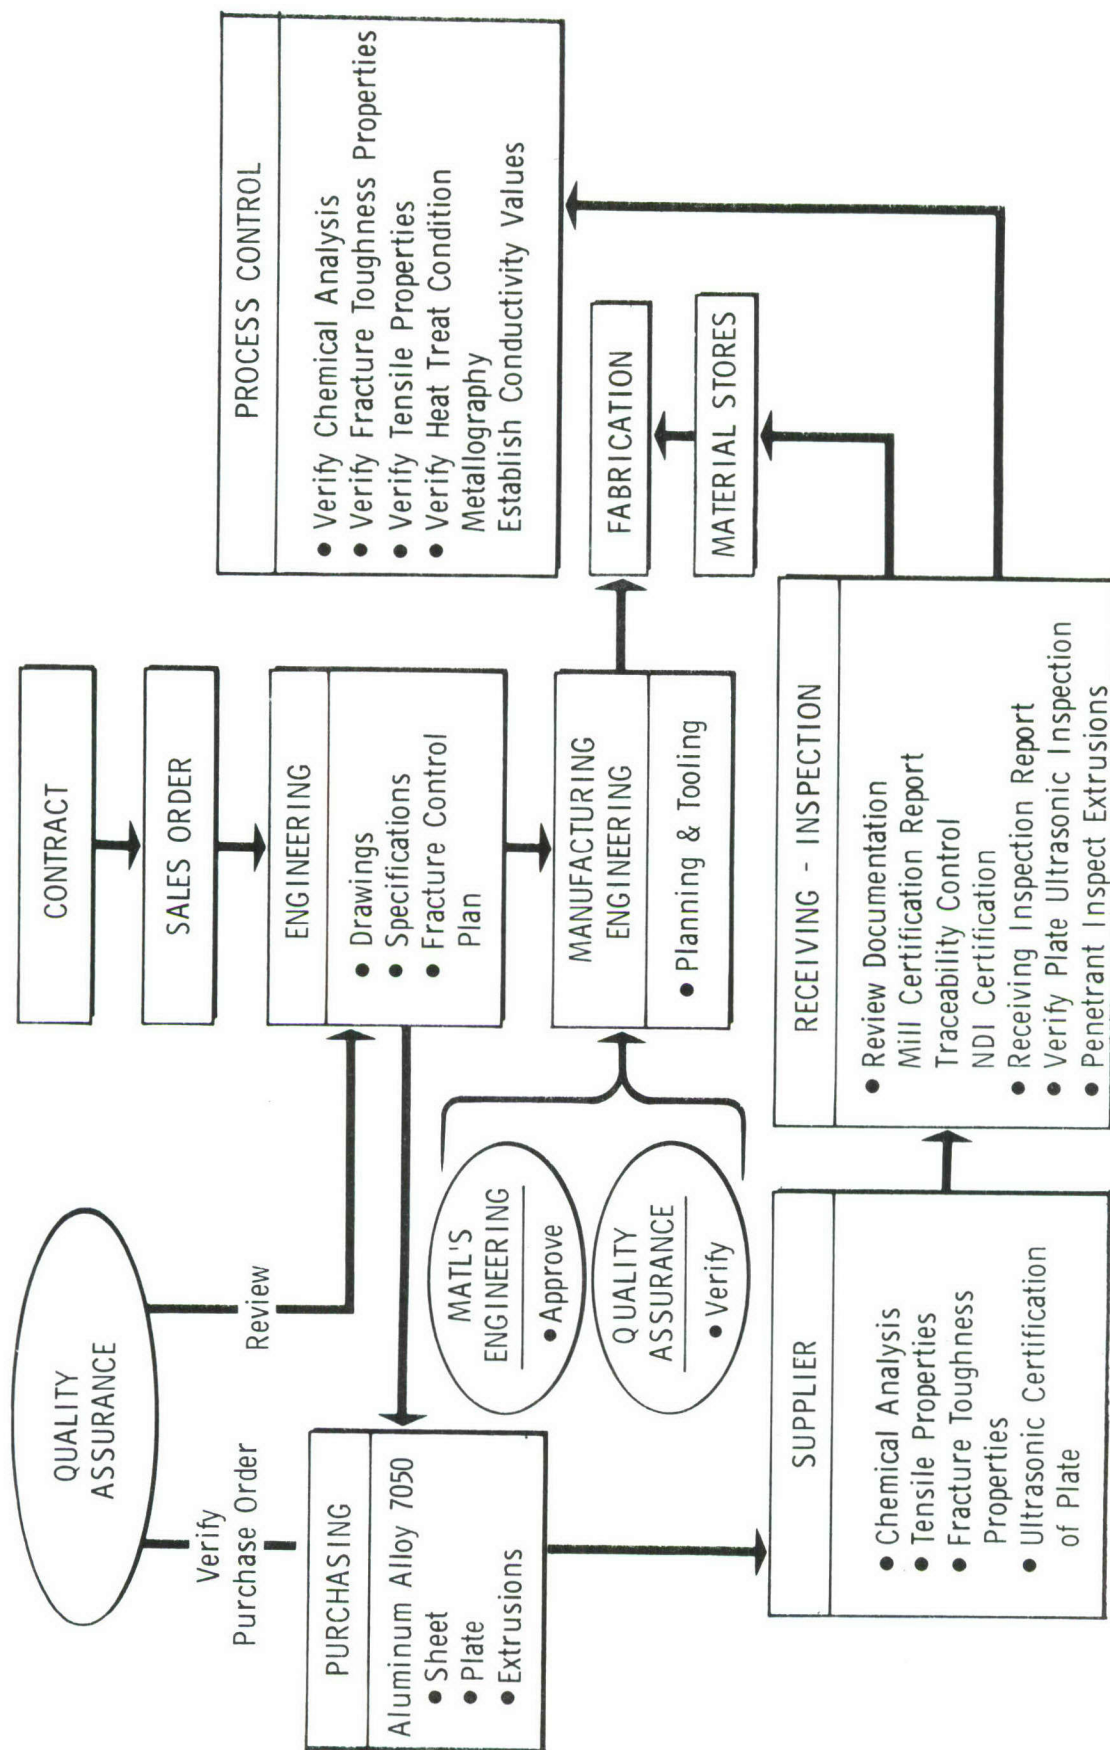 CONTRACT
SALES ORDER
QUALITY
ASSURANCE
Verify
Purchase Order
Review
ENGINEERING
• Drawings
• Specifications
• Fracture Control
Plan
PURCHASING
Aluminum Alloy 7050
• Sheet
• Plate
• Extrusions
MATL'S
ENGINEERING
• Approve
QUALITY
ASSURANCE
• Verify
MANUFACTURING
ENGINEERING
• Planning & Tooling
PROCESS CONTROL
• Verify Chemical Analysis
• Verify Fracture Toughness Properties
• Verify Tensile Properties
• Verify Heat Treat Condition
Metallography
Establish Conductivity Values
FABRICATION
MATERIAL STORES
SUPPLIER
• Chemical Analysis
• Tensile Properties
• Fracture Toughness
Properties
• Ultrasonic Certification
of Plate
RECEIVING - INSPECTION
• Review Documentation
Mill Certification Report
Traceability Control
NDI Certification
• Receiving Inspection Report
• Verify Plate Ultrasonic Inspection
• Penetrant Inspect Extrusions